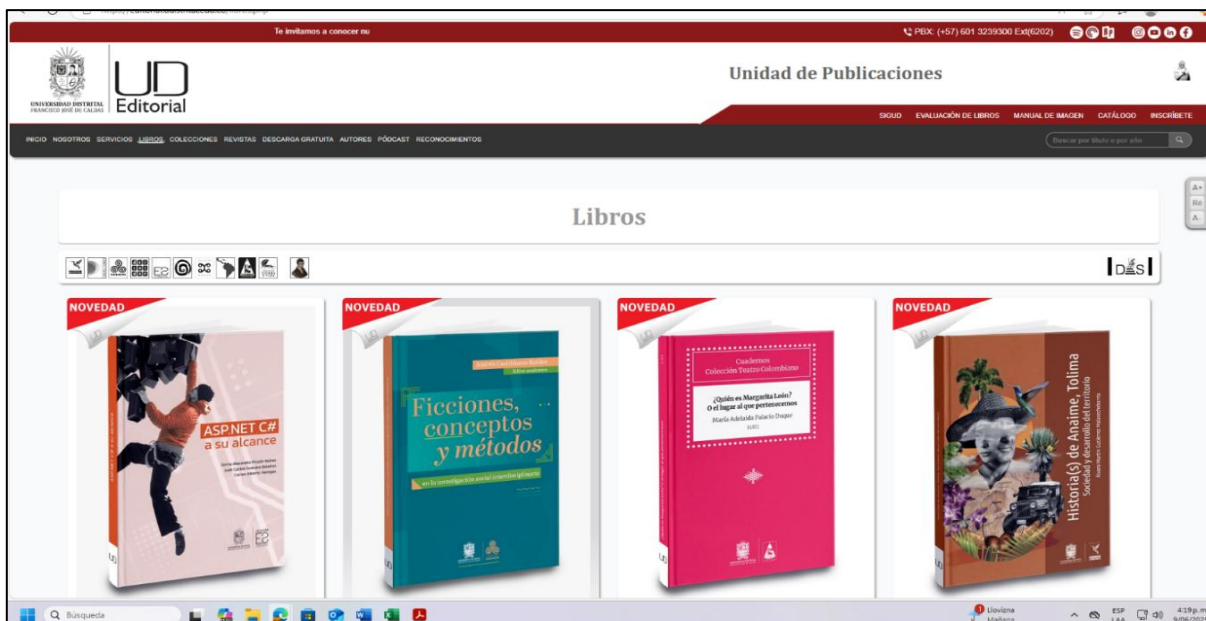 Te invitamos a conocer nu
PBX: (+57) 601 3239300 Ext(6202)
UNIVERSIDAD DISTRITAL
FRANCISCO JOSÉ DE CALDAS
UD
Editorial
Unidad de Publicaciones
SIGUD EVALUACIÓN DE LIBROS MANUAL DE IMAGEN CATÁLOGO INSCRÍBETE
INICIO NOSOTROS SERVICIOS LIBROS COLECCIONES REVISTAS DESCARGA GRATUITA AUTORES PÓDCAST RECONOCIMIENTOS
Buscar por título o por año
A+
Re
A-
Libros
NOVEDAD
ASP NET C#
a su alcance
NOVEDAD
Ficciones,
conceptos
y métodos
en la investigación social interdisciplinaria
NOVEDAD
Cuadernos
Colección Teatro Colombiano
¿Quién es Margarita León?
O el lugar al que pertenecemos
María Adelaida Palacio Duque
NOVEDAD
Historia(s) de Anaime, Tolima
Sociedad y desarrollo del territorio
Búsqueda
Llovizna
Mañana
ESP
LAA
4:19 p.m.